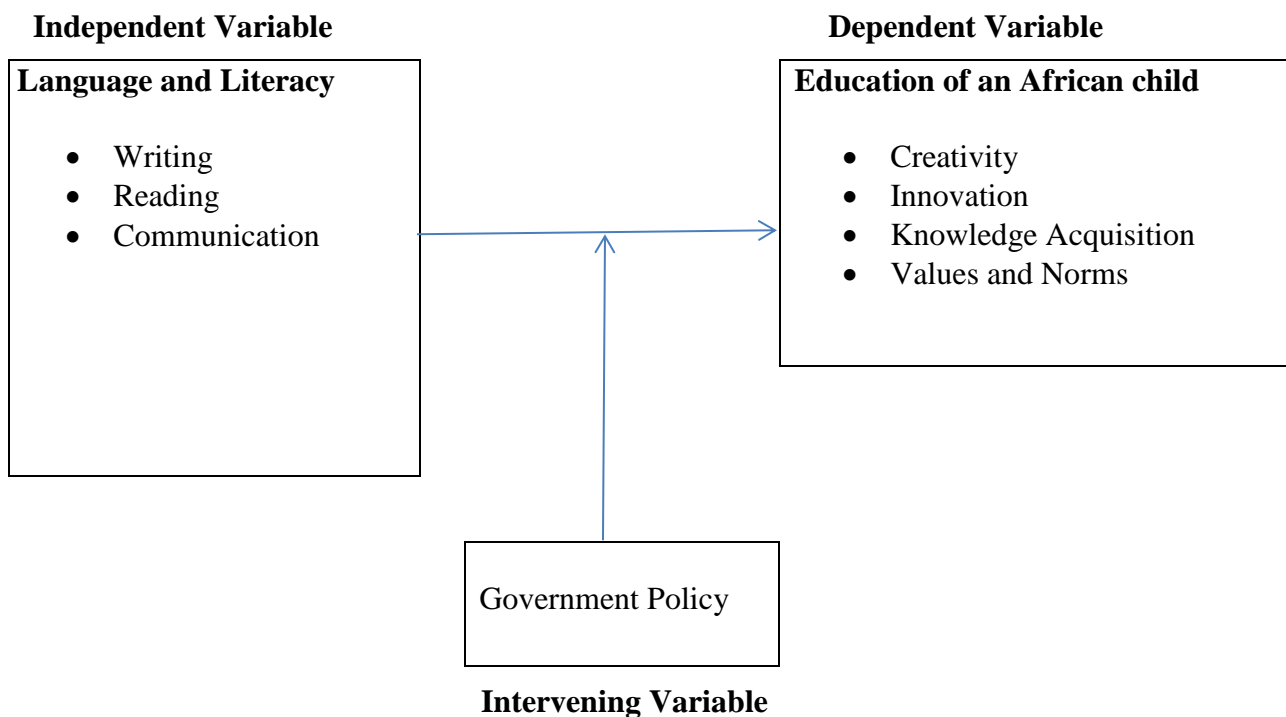 Independent Variable
Dependent Variable
Language and Literacy
• Writing
• Reading
• Communication
Education of an African child
• Creativity
• Innovation
• Knowledge Acquisition
• Values and Norms
Government Policy
Intervening Variable